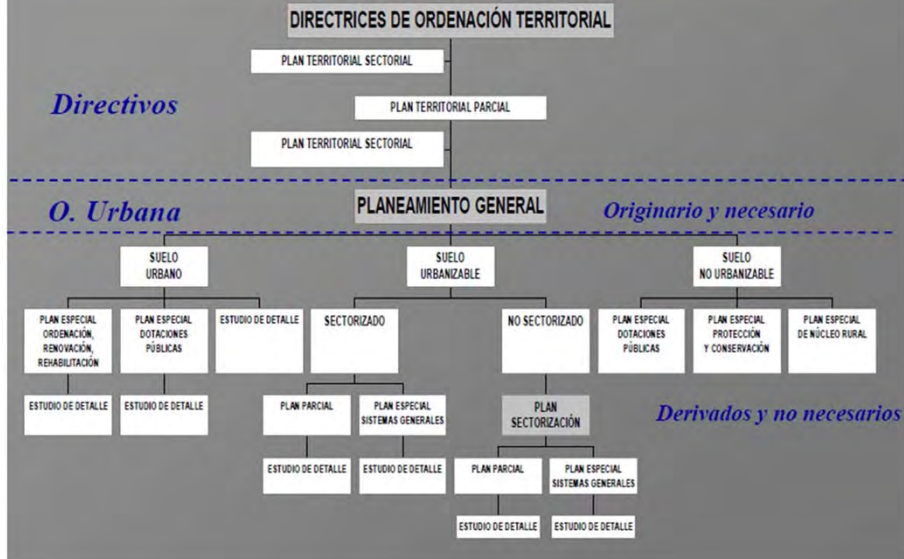 DIRECTRICES DE ORDENACIÓN TERRITORIAL
PLAN TERRITORIAL SECTORIAL
Directivos
PLAN TERRITORIAL PARCIAL
PLAN TERRITORIAL SECTORIAL
O. Urbana
PLANEAMIENTO GENERAL
Originario y necesario
SUELO
URBANO
SUELO
URBANIZABLE
SUELO
NO URBANIZABLE
PLAN ESPECIAL
ORDENACIÓN,
RENOVACIÓN,
REHABILITACIÓN
PLAN ESPECIAL
DOTACIONES
PÚBLICAS
ESTUDIO DE DETALLE
SECTORIZADO
NO SECTORIZADO
PLAN ESPECIAL
DOTACIONES
PÚBLICAS
PLAN ESPECIAL
PROTECCIÓN
Y CONSERVACIÓN
PLAN ESPECIAL
DE NÚCLEO RURAL
ESTUDIO DE DETALLE
ESTUDIO DE DETALLE
PLAN PARCIAL
PLAN ESPECIAL
SISTEMAS GENERALES
PLAN
SECTORIZACIÓN
Derivados y no necesarios
ESTUDIO DE DETALLE
ESTUDIO DE DETALLE
PLAN PARCIAL
PLAN ESPECIAL
SISTEMAS GENERALES
ESTUDIO DE DETALLE
ESTUDIO DE DETALLE